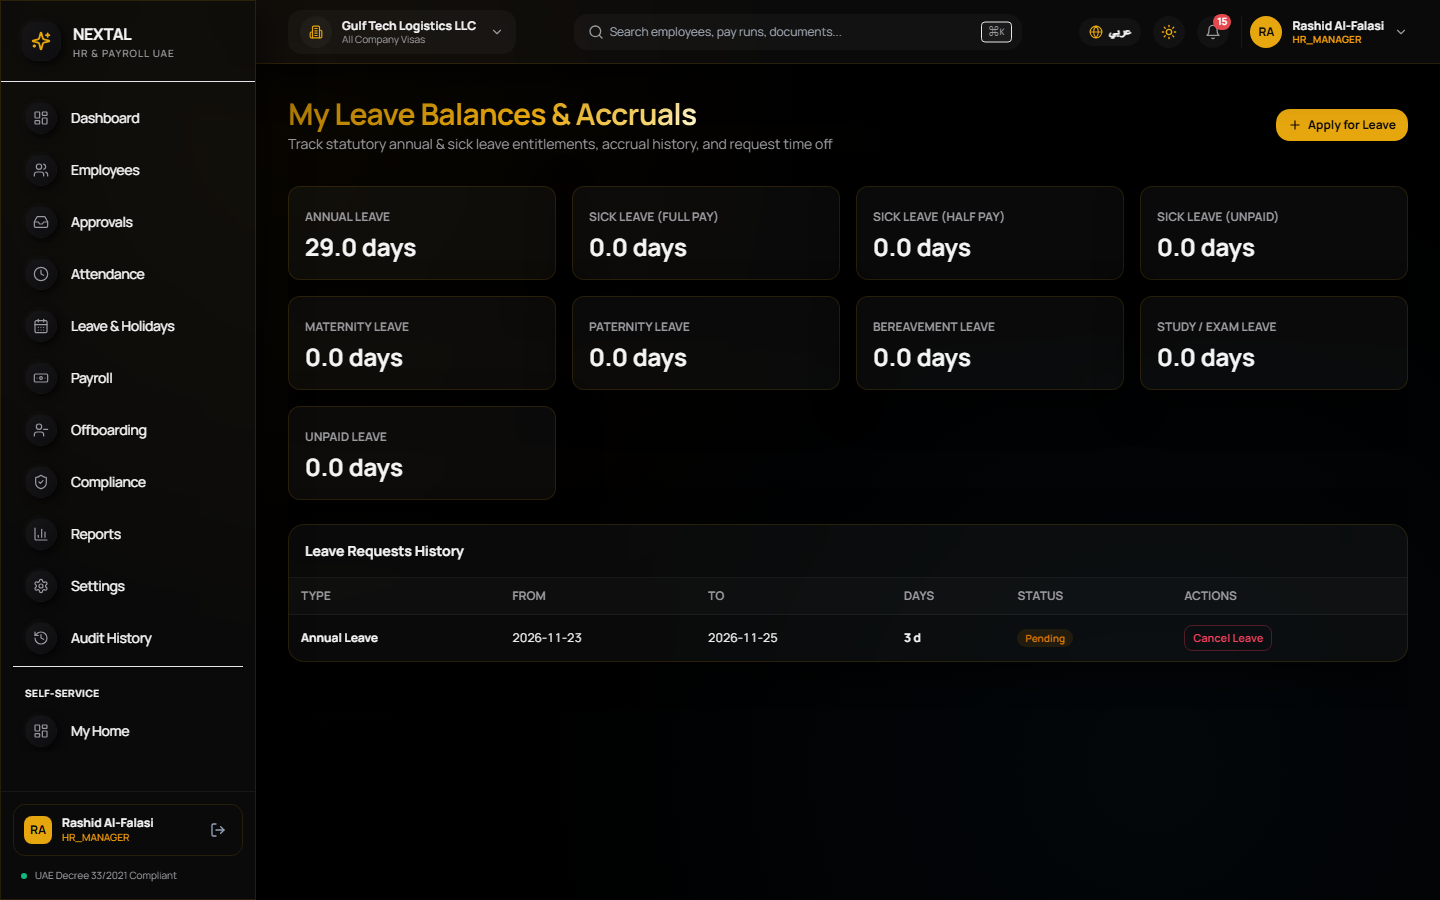 NEXTAL
HR & PAYROLL UAE
Gulf Tech Logistics LLC
All Company Visas
Search employees, pay runs, documents...
⌘K
عربي
15
RA
Rashid Al-Falasi
HR_MANAGER
Dashboard
Employees
Approvals
Attendance
Leave & Holidays
Payroll
Offboarding
Compliance
Reports
Settings
Audit History
SELF-SERVICE
My Home
RA
Rashid Al-Falasi
HR_MANAGER
UAE Decree 33/2021 Compliant
My Leave Balances & Accruals
Track statutory annual & sick leave entitlements, accrual history, and request time off
+ Apply for Leave
ANNUAL LEAVE
29.0 days
SICK LEAVE (FULL PAY)
0.0 days
SICK LEAVE (HALF PAY)
0.0 days
SICK LEAVE (UNPAID)
0.0 days
MATERNITY LEAVE
0.0 days
PATERNITY LEAVE
0.0 days
BEREAVEMENT LEAVE
0.0 days
STUDY / EXAM LEAVE
0.0 days
UNPAID LEAVE
0.0 days
Leave Requests History
TYPE FROM TO DAYS STATUS ACTIONS
Annual Leave 2026-11-23 2026-11-25 3 d Pending Cancel Leave